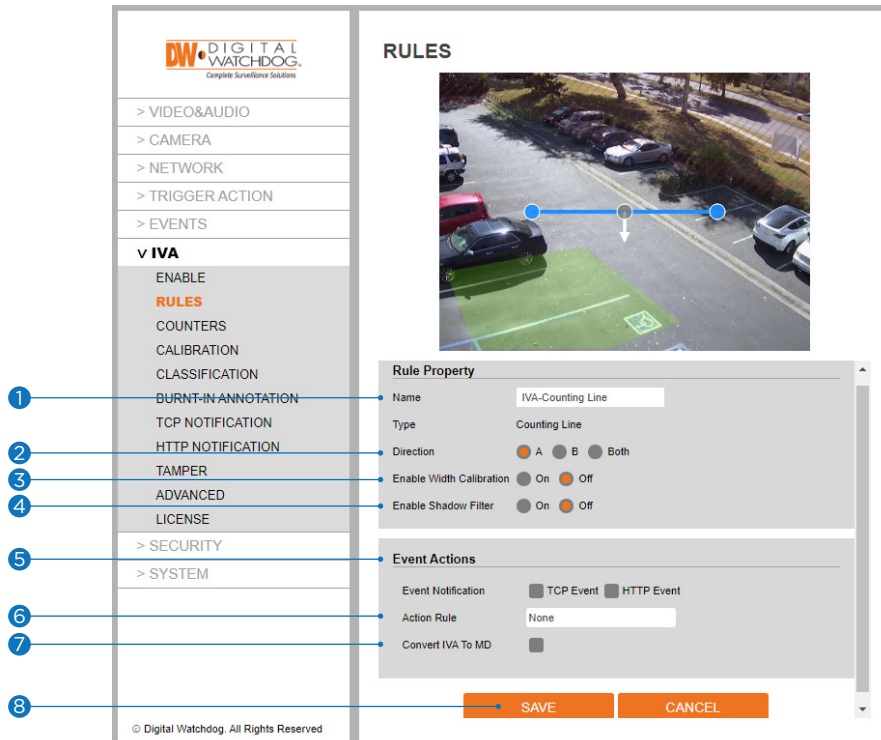 DW DIGITAL
WATCHDOG.
Complete Surveillance Solutions
> VIDEO&AUDIO
> CAMERA
> NETWORK
> TRIGGER ACTION
> EVENTS
v IVA
ENABLE
RULES
COUNTERS
CALIBRATION
CLASSIFICATION
BURNT-IN ANNOTATION
TCP NOTIFICATION
HTTP NOTIFICATION
TAMPER
ADVANCED
LICENSE
> SECURITY
> SYSTEM
© Digital Watchdog. All Rights Reserved
RULES
Rule Property
1 Name IVA-Counting Line
Type Counting Line
2 Direction A B Both
3 Enable Width Calibration On Off
4 Enable Shadow Filter On Off
5 Event Actions
Event Notification TCP Event HTTP Event
6 Action Rule None
7 Convert IVA To MD
8 SAVE CANCEL